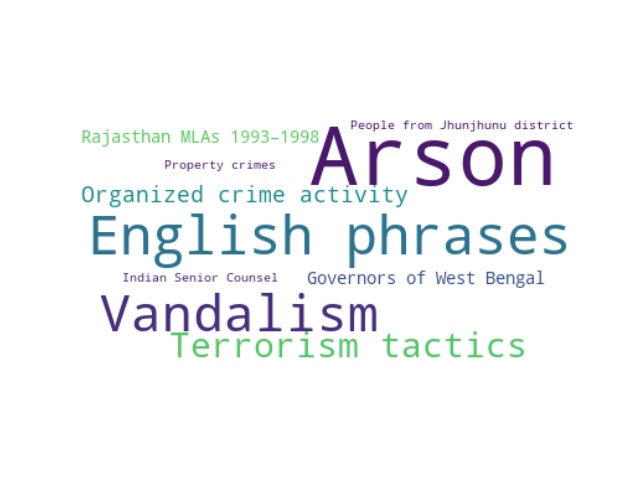 People from Jhunjhunu district
Rajasthan MLAs 1993–1998
Arson
Property crimes
Organized crime activity
English phrases
Indian Senior Counsel
Governors of West Bengal
Vandalism
Terrorism tactics